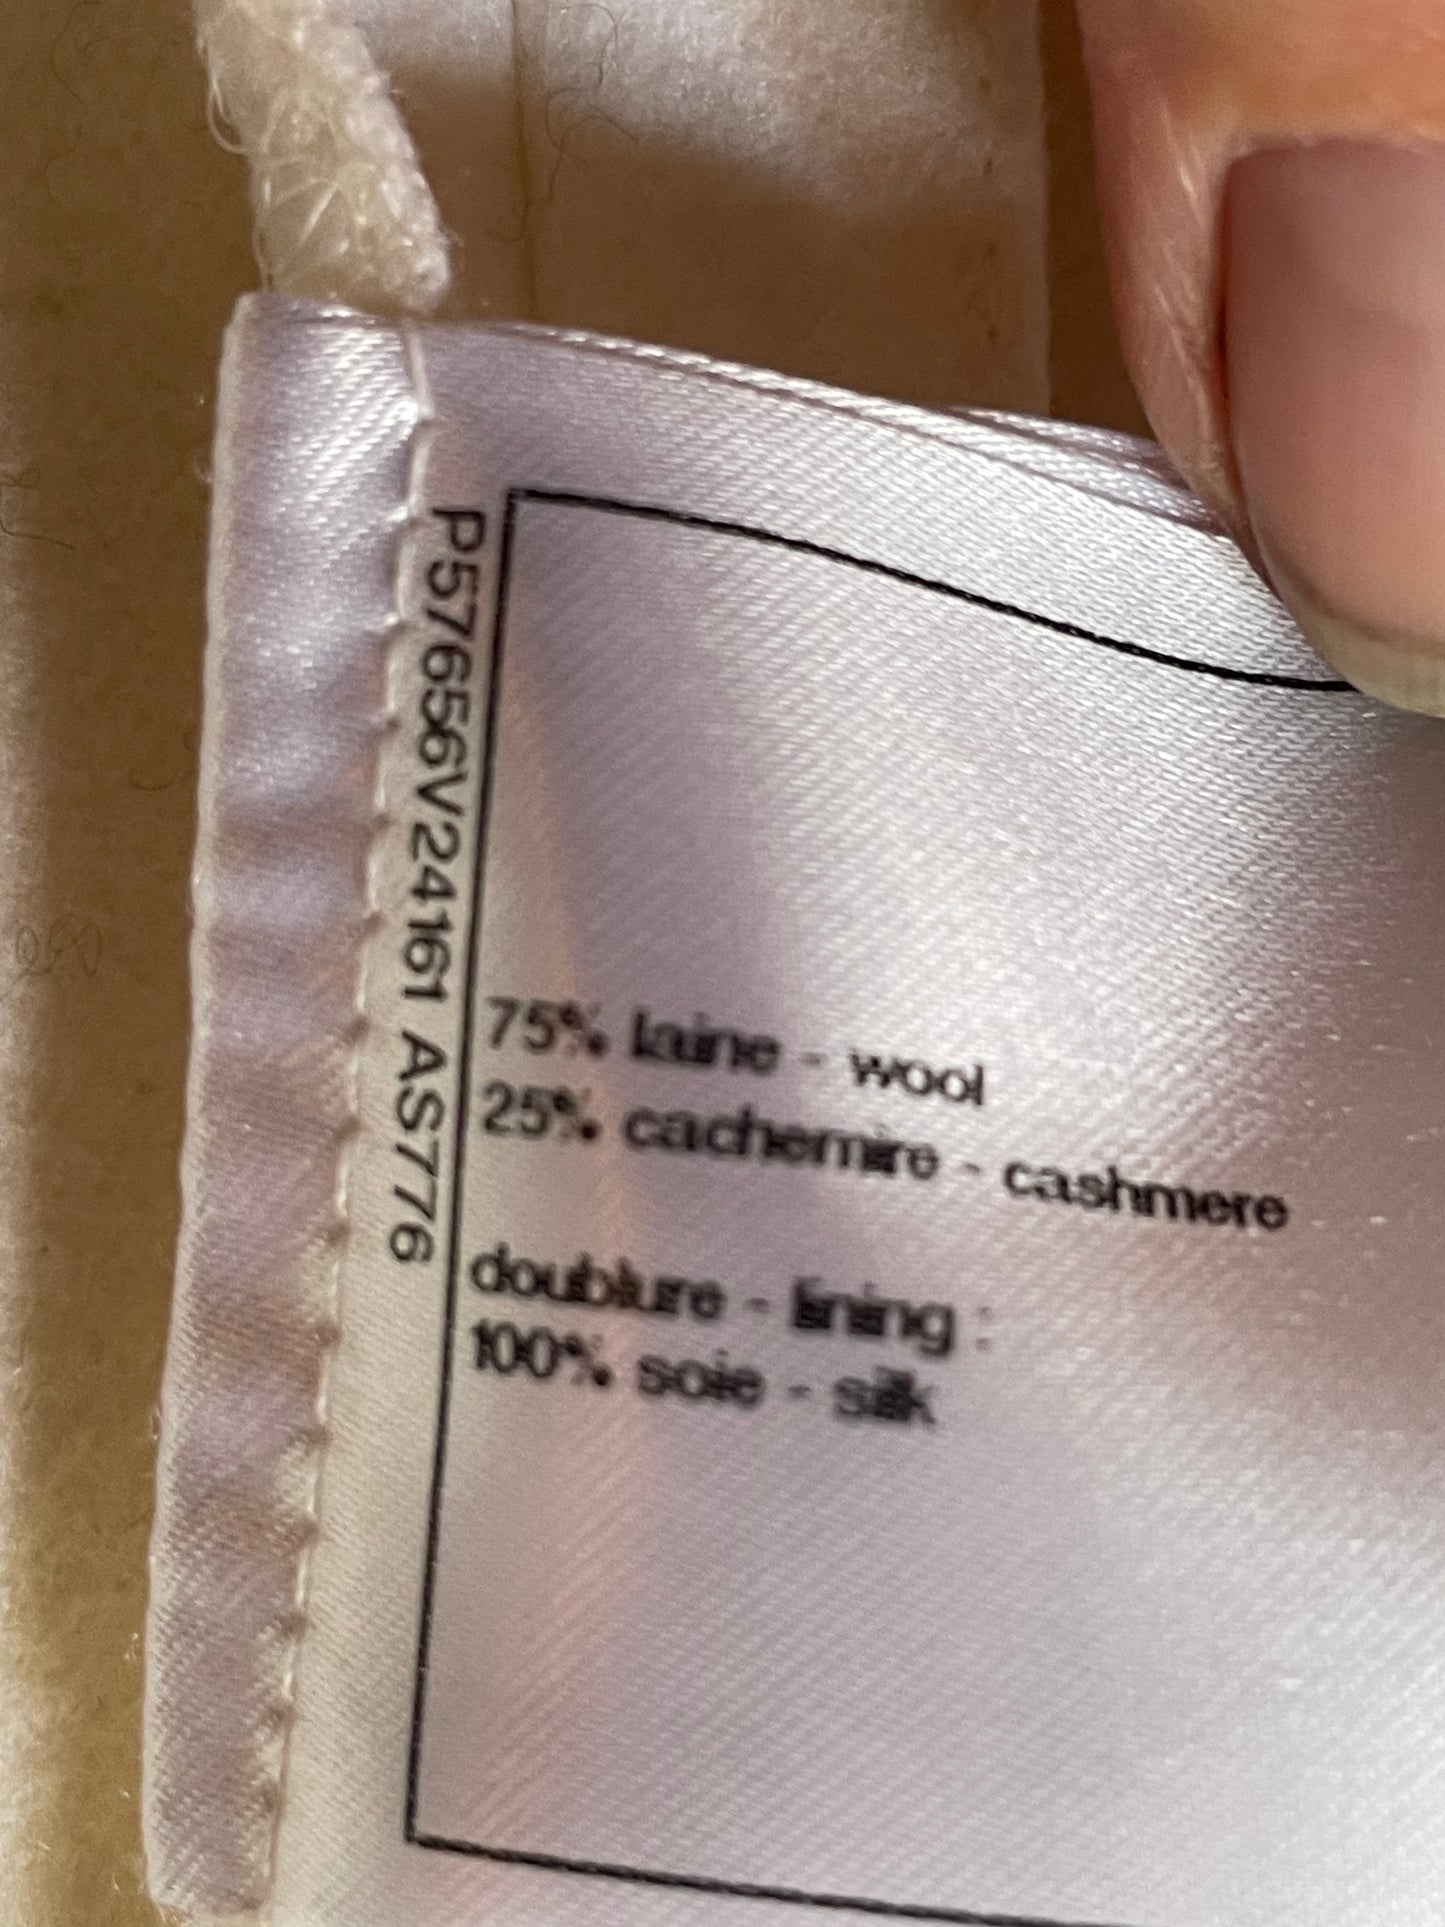 P57656V24161 AS776
75% laine - wool
25% cachemire - cashmere
doublure - lining :
100% soie - silk